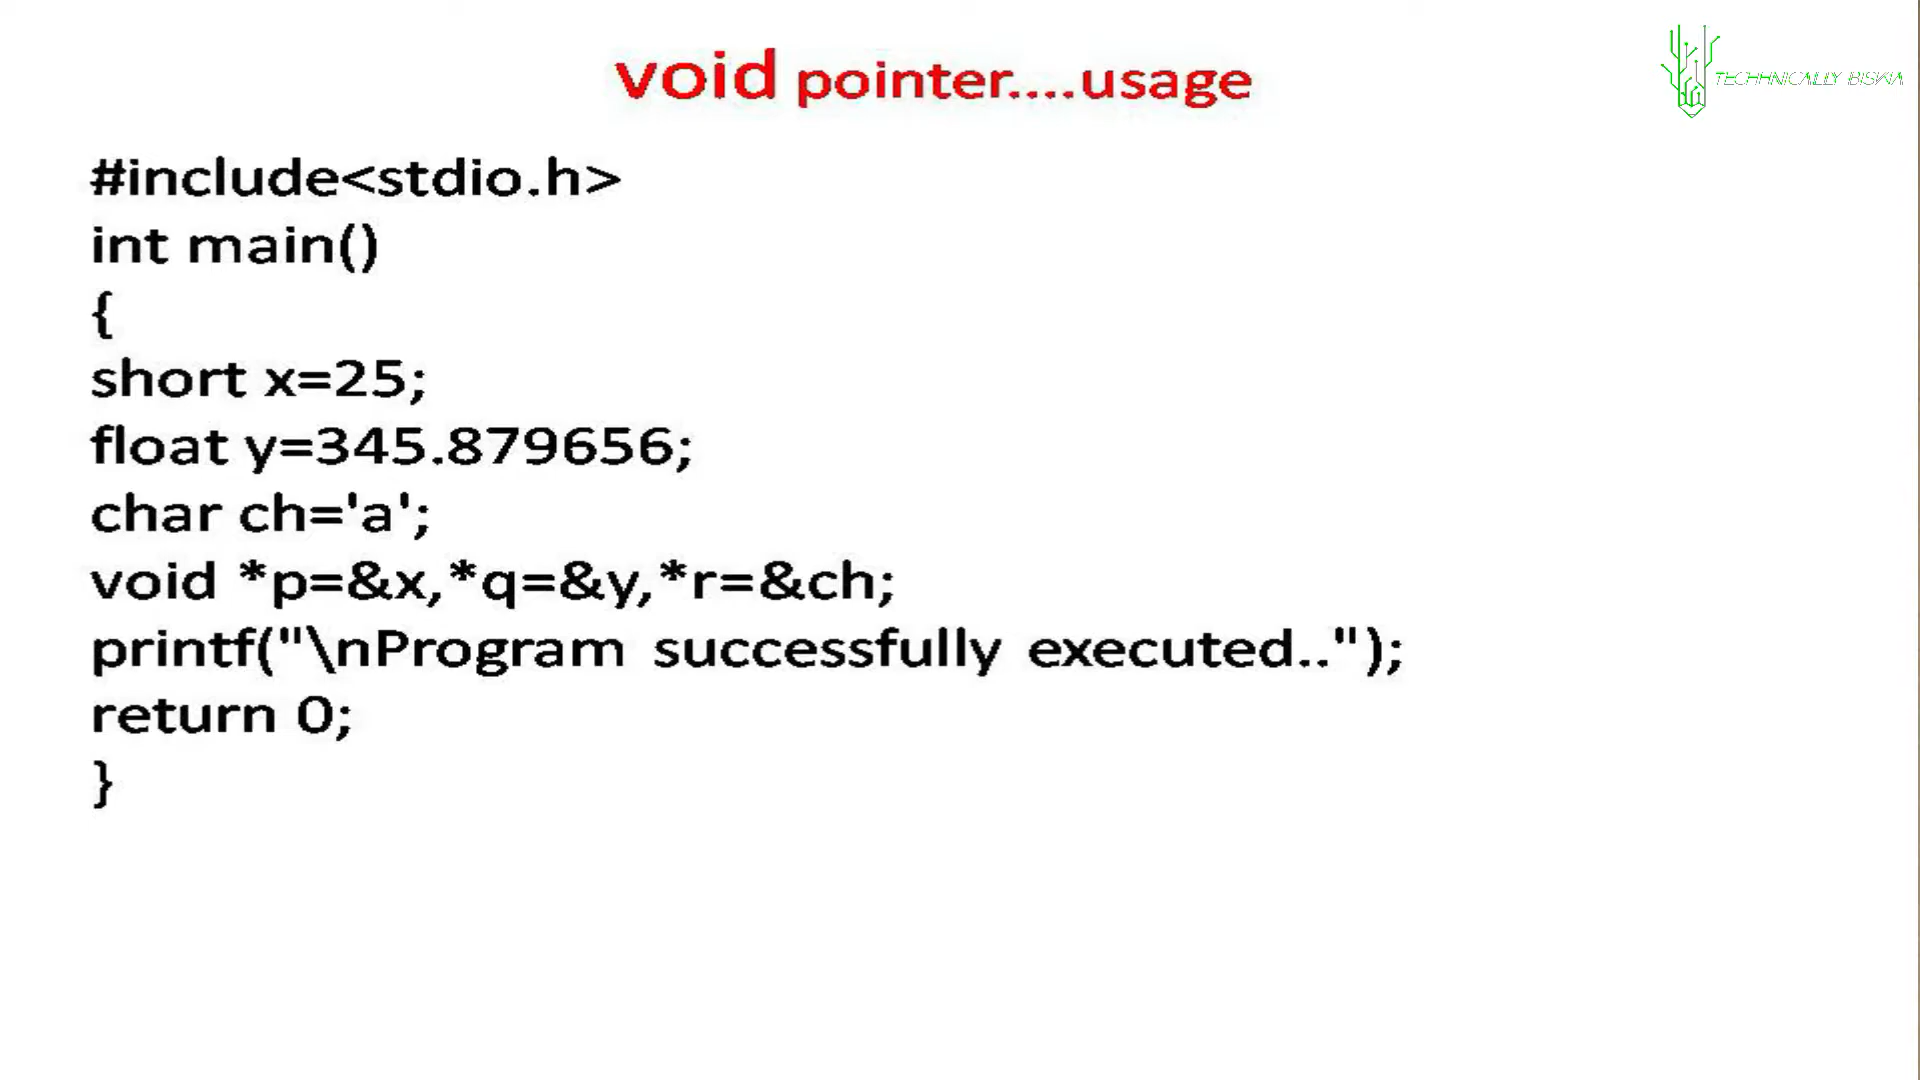 void pointer....usage
TECHHNICALLY BISWA
#include<stdio.h>
int main()
{
short x=25;
float y=345.879656;
char ch='a';
void *p=&x,*q=&y,*r=&ch;
printf("\nProgram successfully executed..");
return 0;
}